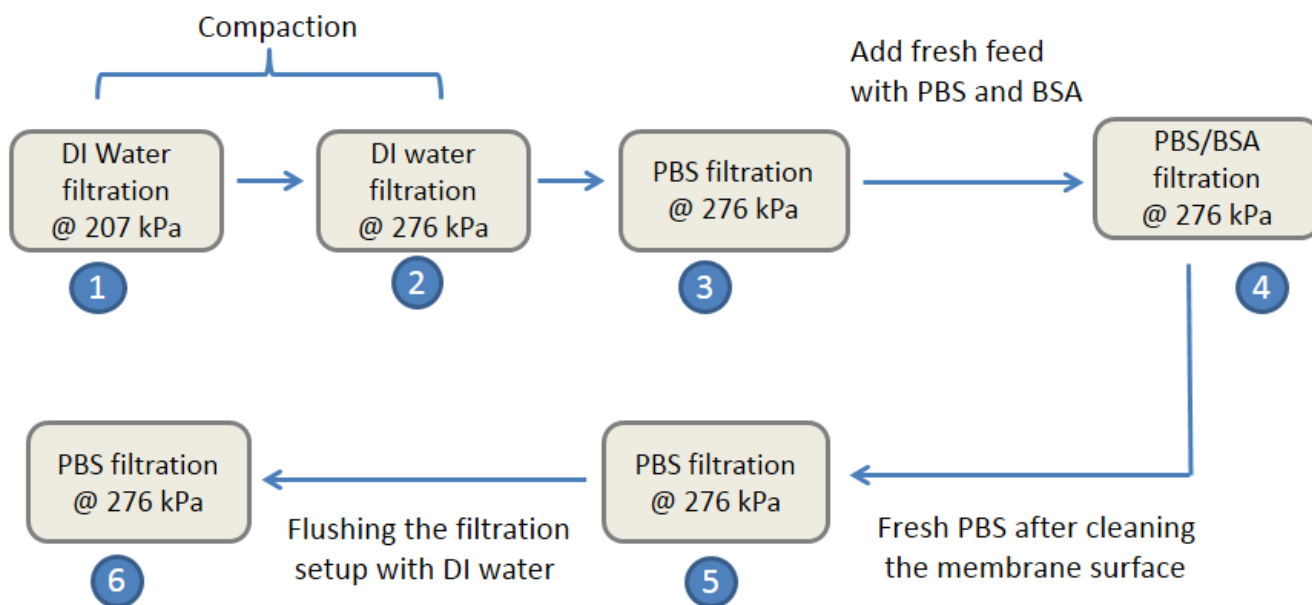 Compaction
Add fresh feed
with PBS and BSA
DI Water
filtration
@ 207 kPa
DI water
filtration
@ 276 kPa
PBS filtration
@ 276 kPa
PBS/BSA
filtration
@ 276 kPa
1
2
3
4
PBS filtration
@ 276 kPa
Flushing the filtration
setup with DI water
PBS filtration
@ 276 kPa
Fresh PBS after cleaning
the membrane surface
6
5